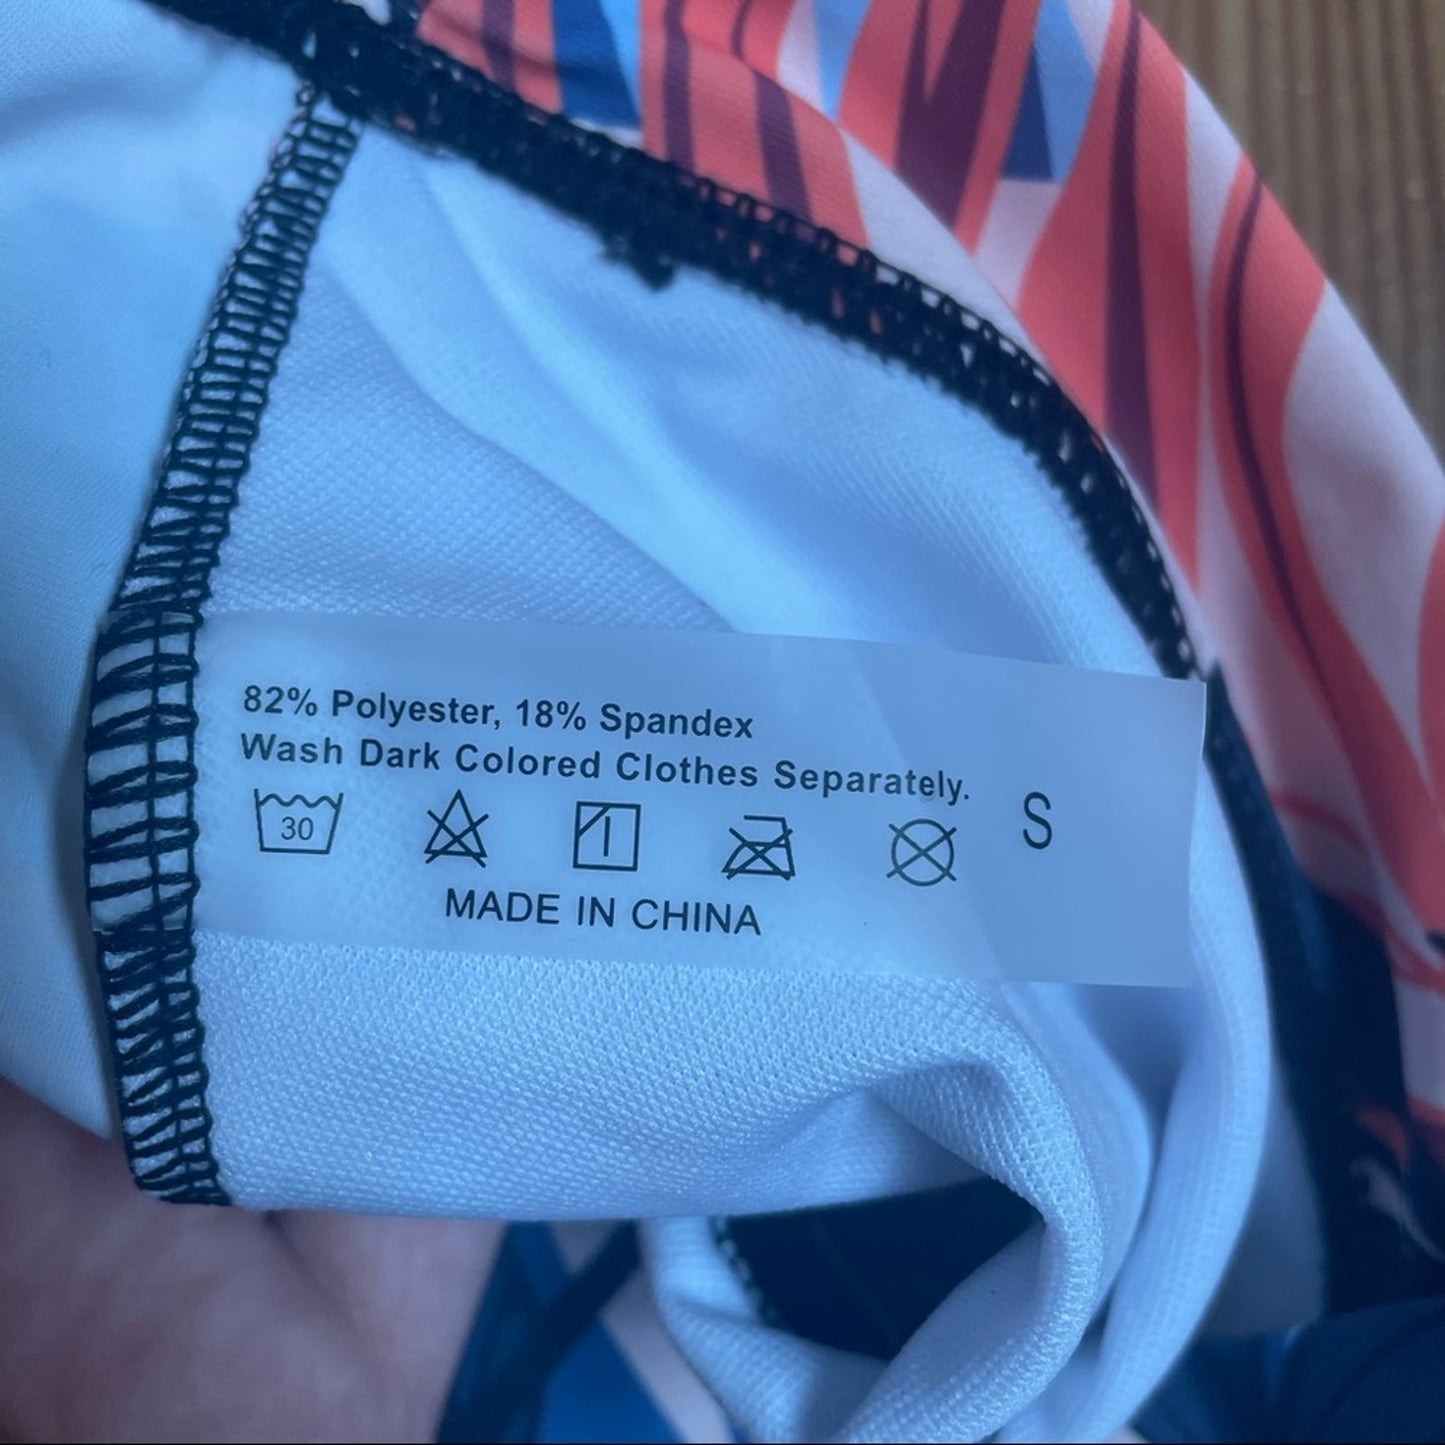 82% Polyester, 18% Spandex
Wash Dark Colored Clothes Separately.
30
S
MADE IN CHINA